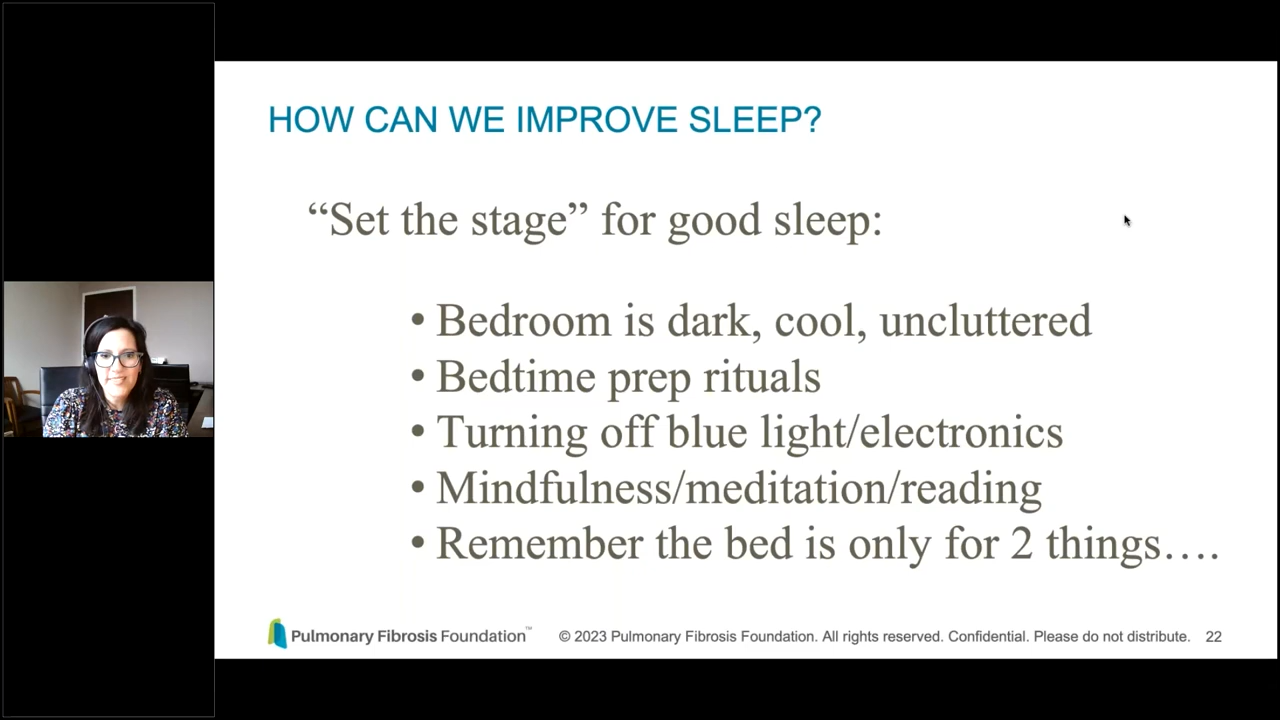 HOW CAN WE IMPROVE SLEEP?
“Set the stage” for good sleep:
• Bedroom is dark, cool, uncluttered
• Bedtime prep rituals
• Turning off blue light/electronics
• Mindfulness/meditation/reading
• Remember the bed is only for 2 things….
Pulmonary Fibrosis Foundation™ © 2023 Pulmonary Fibrosis Foundation. All rights reserved. Confidential. Please do not distribute. 22